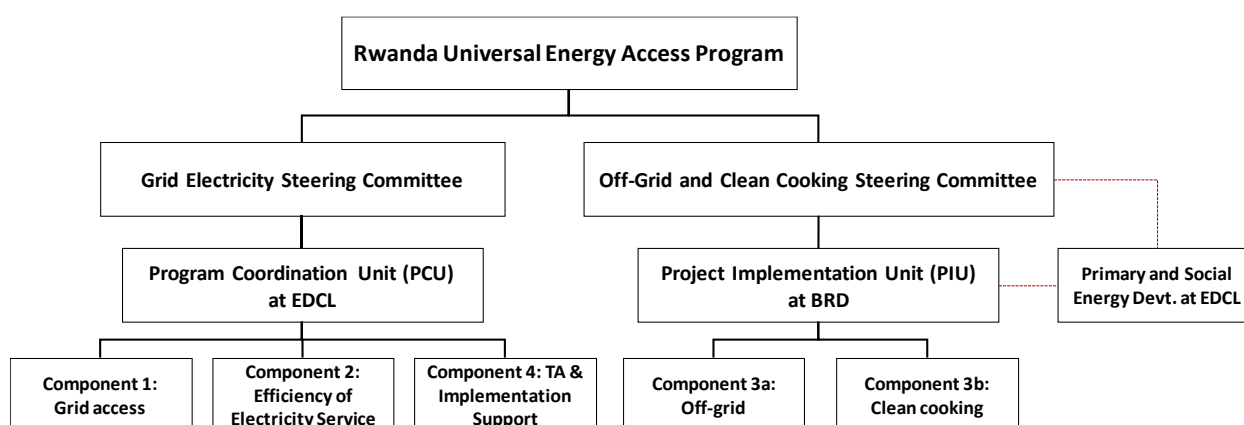 Rwanda Universal Energy Access Program
Grid Electricity Steering Committee
Off-Grid and Clean Cooking Steering Committee
Program Coordination Unit (PCU)
at EDCL
Project Implementation Unit (PIU)
at BRD
Primary and Social
Energy Devt. at EDCL
Component 1:
Grid access
Component 2:
Efficiency of
Electricity Service
Component 4: TA &
Implementation
Support
Component 3a:
Off-grid
Component 3b:
Clean cooking